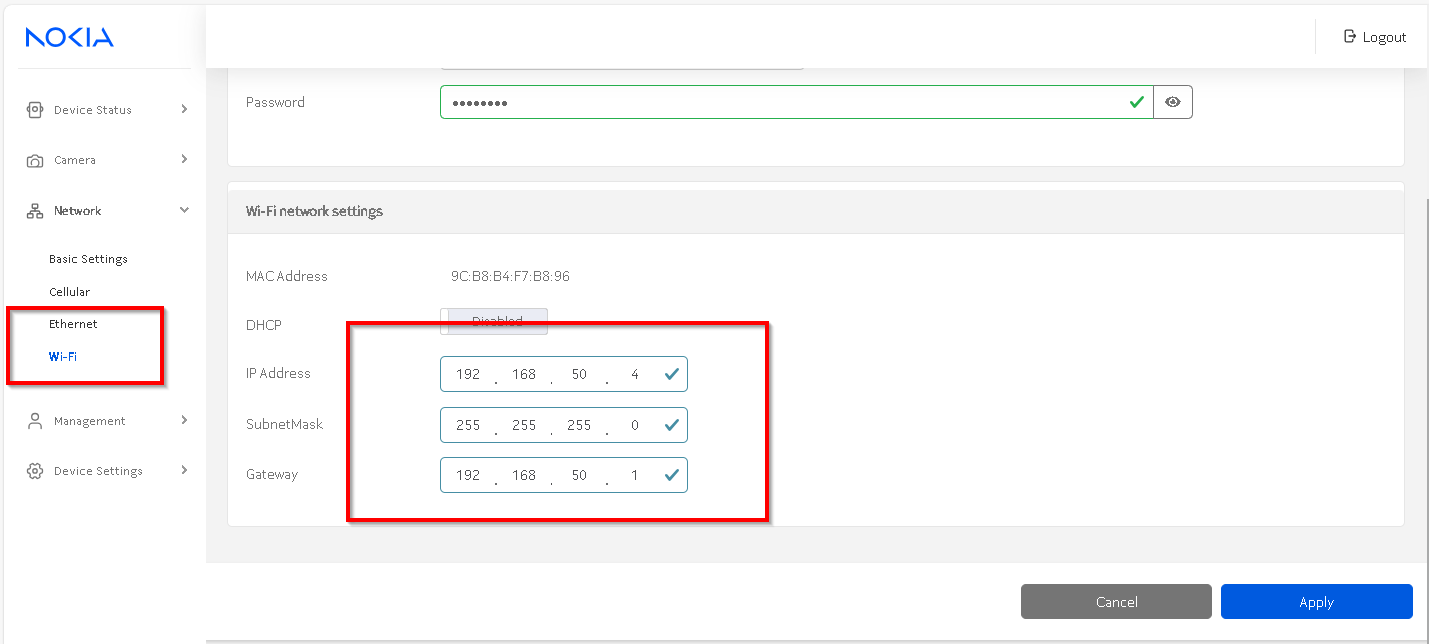 NOKIA
Logout
Device Status
Camera
Network
Basic Settings
Cellular
Ethernet
Wi-Fi
Management
Device Settings
Password
Wi-Fi network settings
MAC Address 9C:B8:B4:F7:B8:96
DHCP Disabled
IP Address 192 . 168 . 50 . 4
SubnetMask 255 . 255 . 255 . 0
Gateway 192 . 168 . 50 . 1
Cancel Apply